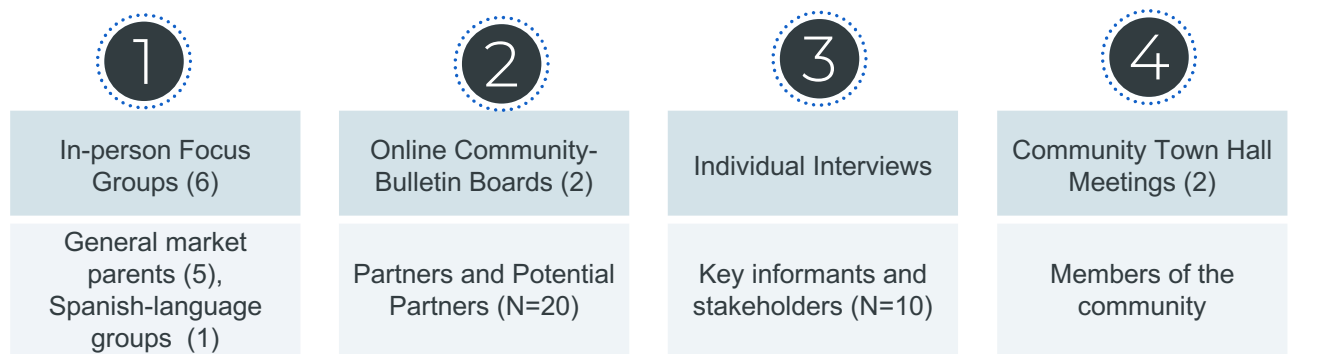 1
In-person Focus
Groups (6)
General market
parents (5),
Spanish-language
groups (1)
2
Online Community-
Bulletin Boards (2)
Partners and Potential
Partners (N=20)
3
Individual Interviews
Key informants and
stakeholders (N=10)
4
Community Town Hall
Meetings (2)
Members of the
community